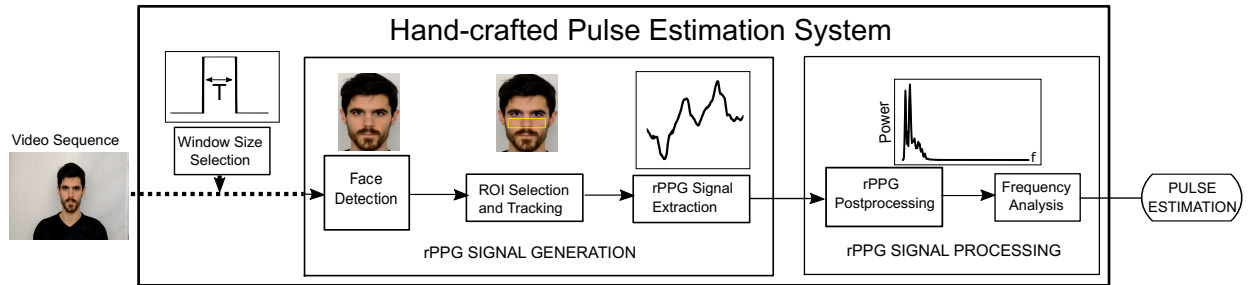 Hand-crafted Pulse Estimation System
T
Video Sequence
Window Size
Selection
Face
Detection
ROI Selection
and Tracking
rPPG Signal
Extraction
rPPG SIGNAL GENERATION
Power
f
rPPG
Postprocessing
Frequency
Analysis
rPPG SIGNAL PROCESSING
PULSE
ESTIMATION